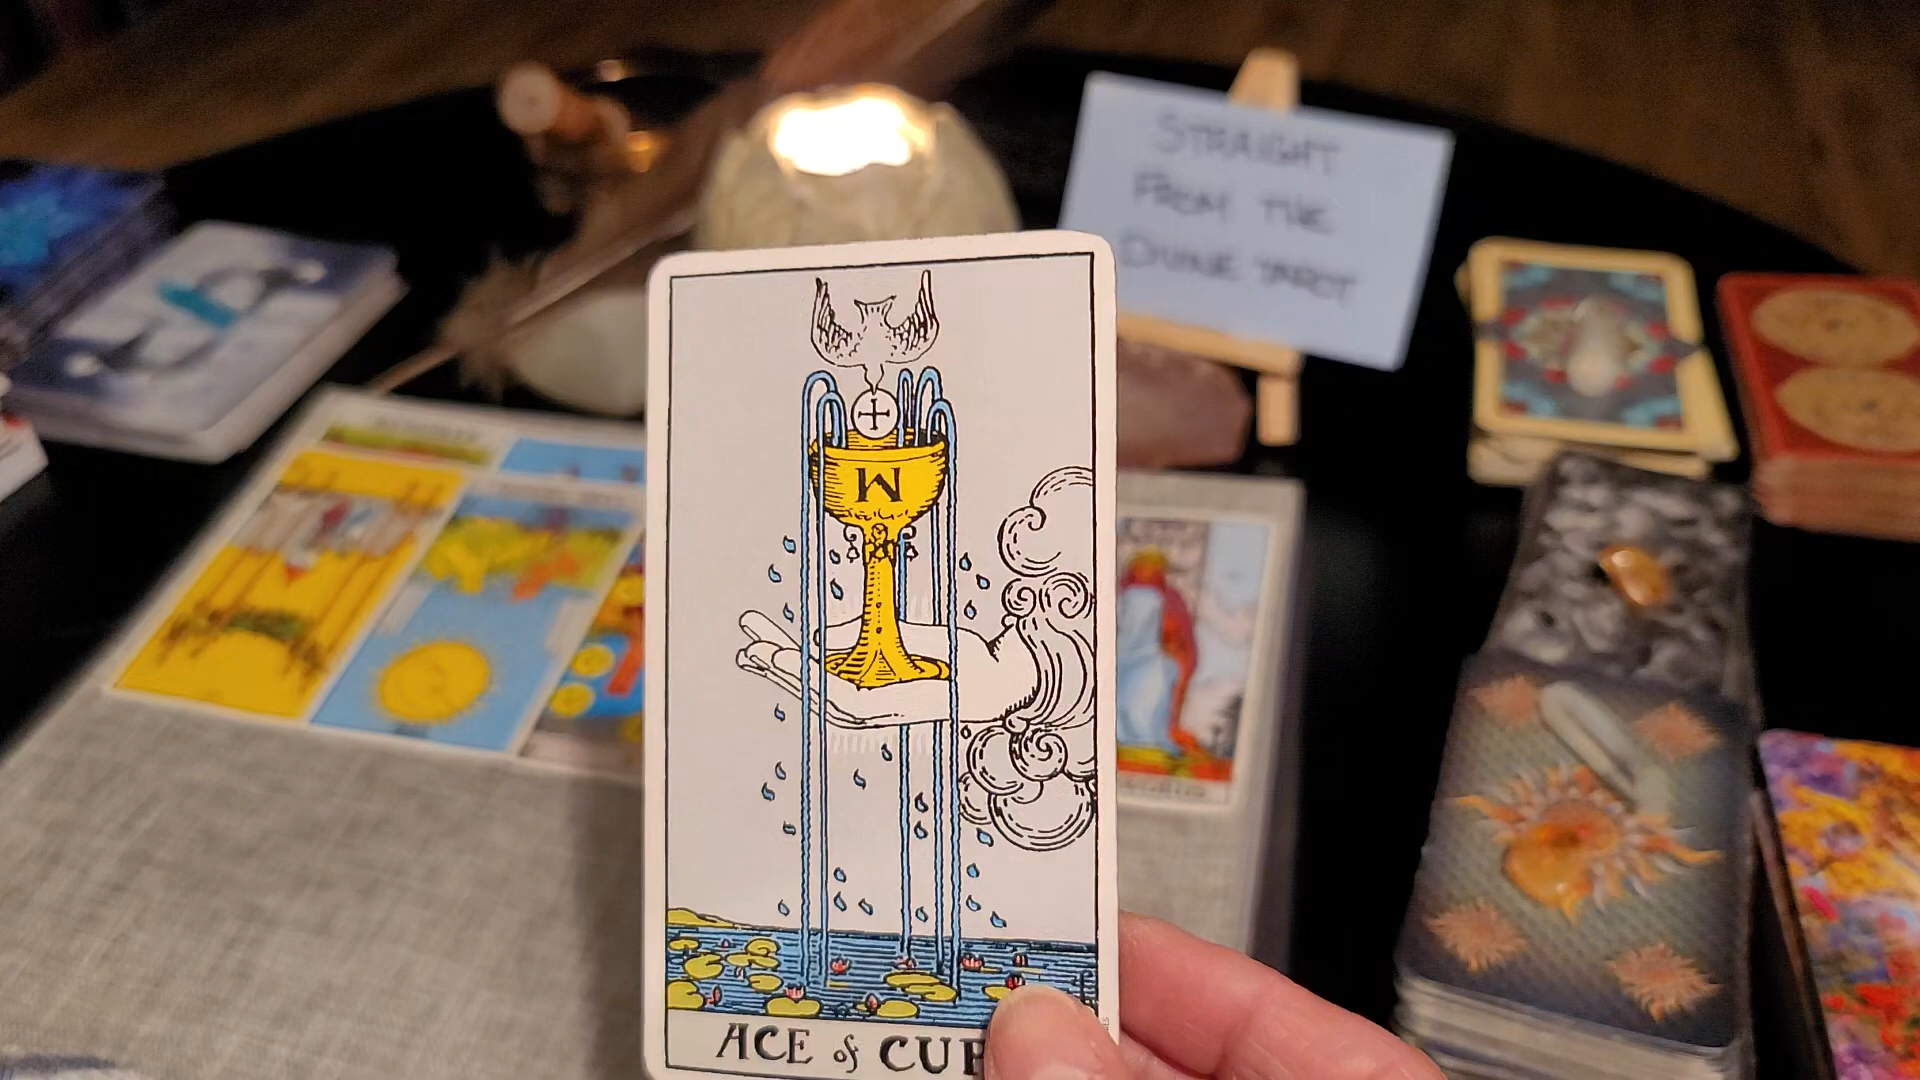 STRAIGHT
FROM THE
DIVINE TAROT
W
ACE of CUP